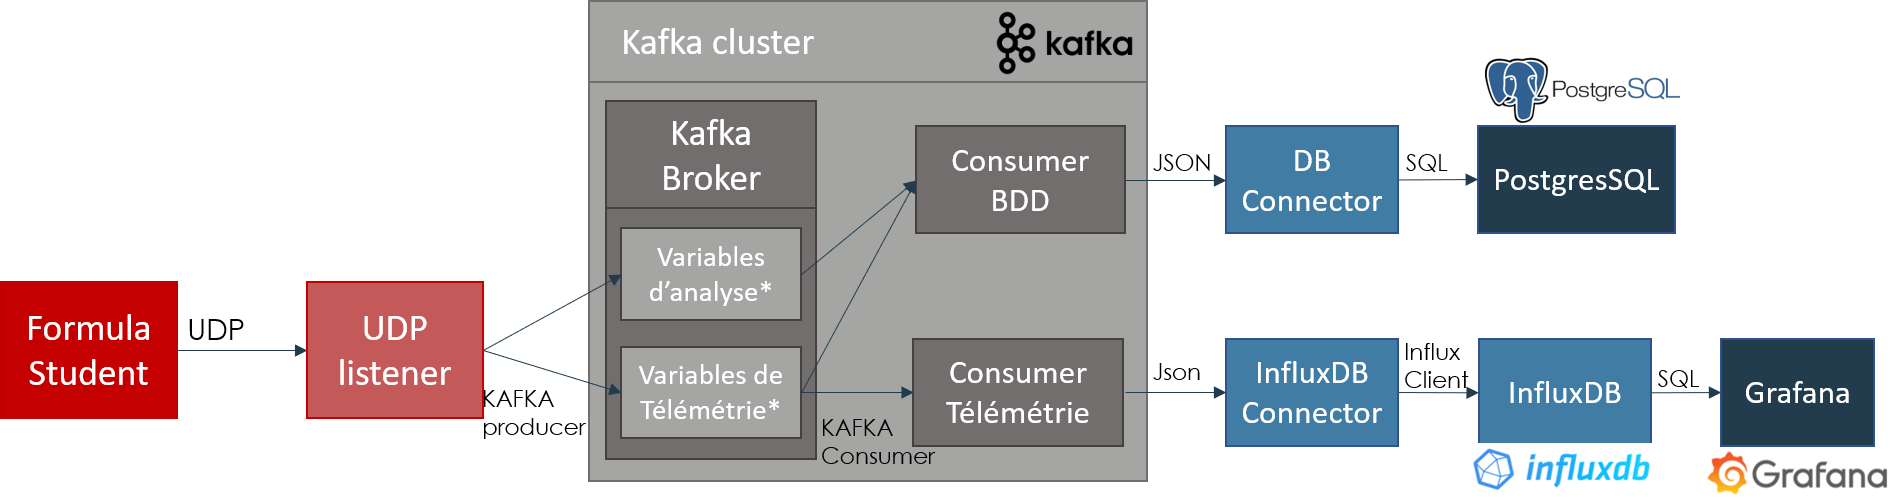 Kafka cluster
kafka
Kafka
Broker
Variables
d'analyse*
Variables de
Télémétrie*
Formula
Student
UDP
UDP
listener
KAFKA
producer
KAFKA
Consumer
Consumer
BDD
JSON
DB
Connector
SQL
PostgreSQL
PostgresSQL
Consumer
Télémétrie
Json
InfluxDB
Connector
Influx
Client
InfluxDB
influxdb
SQL
Grafana
Grafana